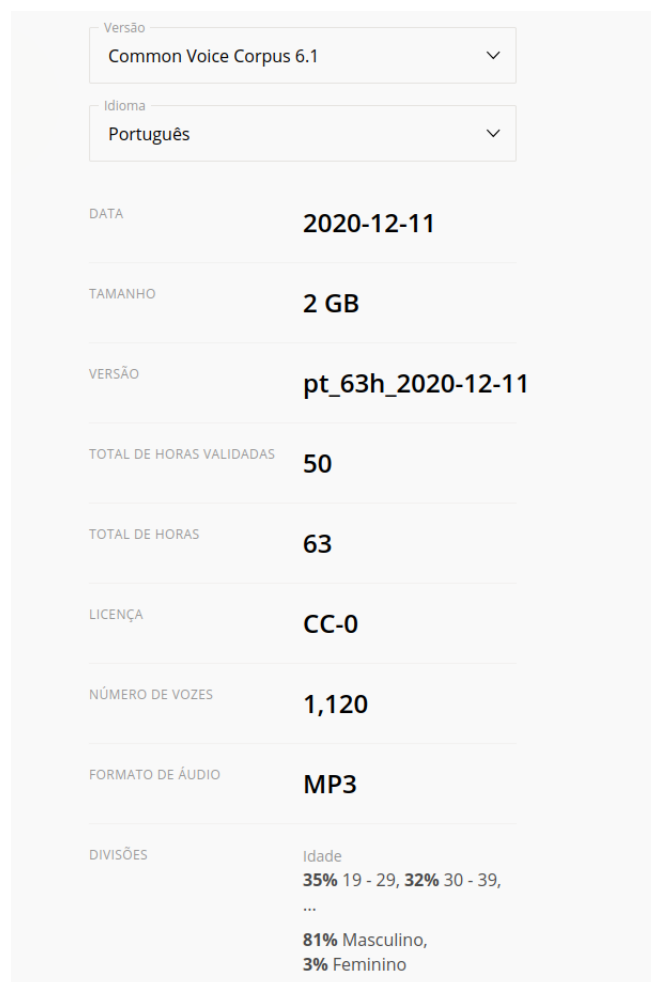 Versão
Common Voice Corpus 6.1
Idioma
Português
DATA
2020-12-11
TAMANHO
2 GB
VERSÃO
pt_63h_2020-12-11
TOTAL DE HORAS VALIDADAS
50
TOTAL DE HORAS
63
LICENÇA
CC-0
NÚMERO DE VOZES
1,120
FORMATO DE ÁUDIO
MP3
DIVISÕES
Idade
35% 19 - 29, 32% 30 - 39,
...
81% Masculino,
3% Feminino